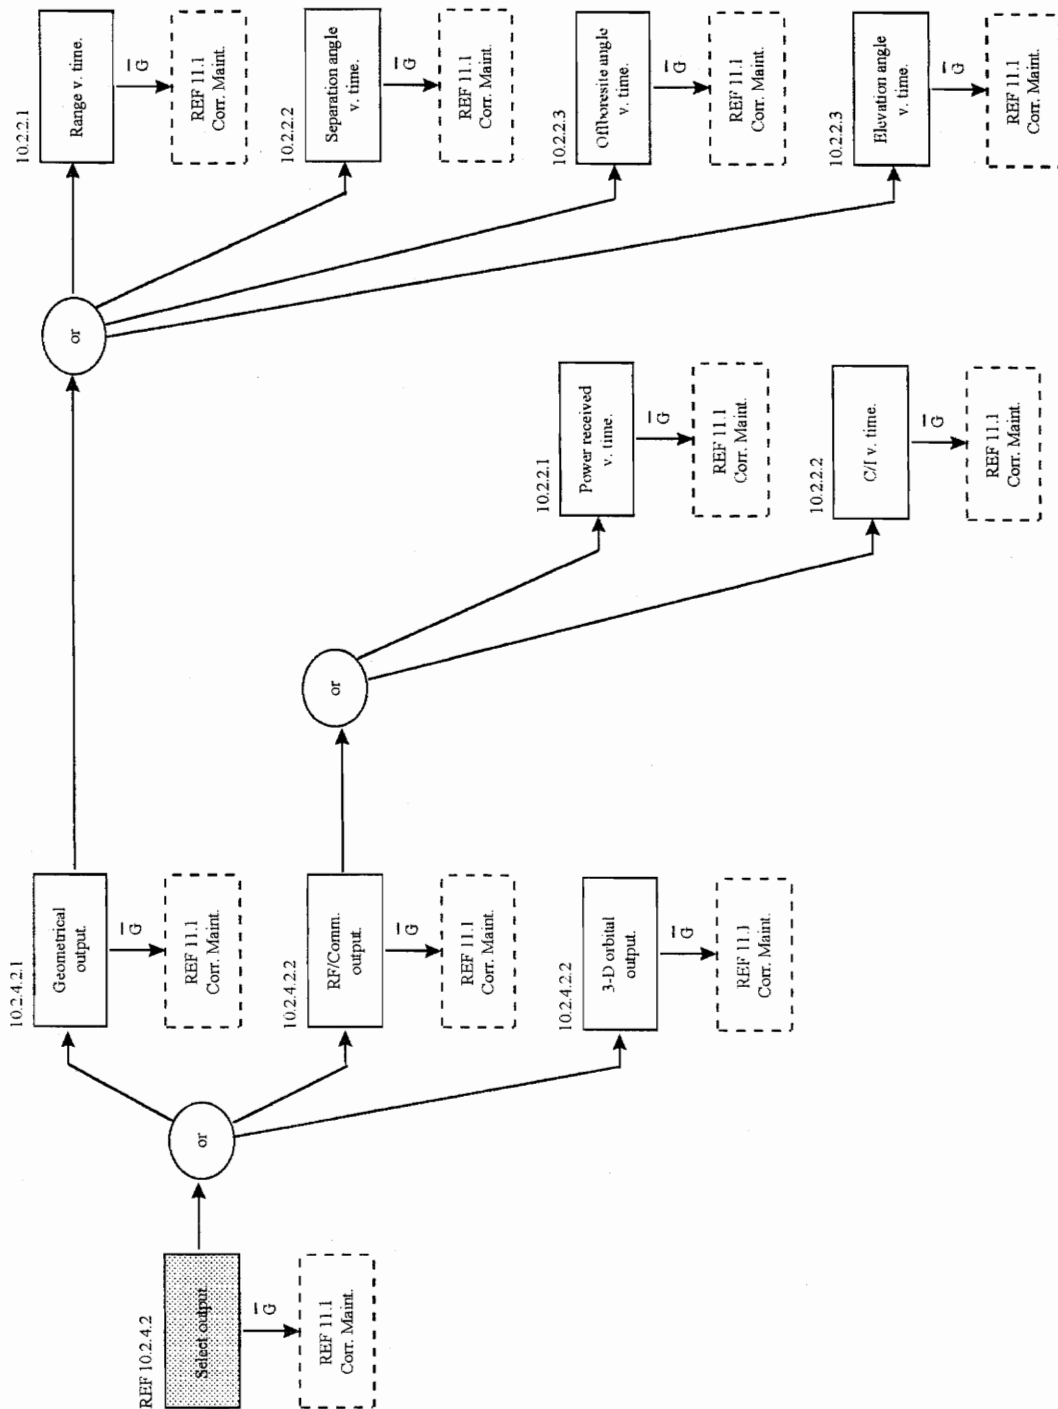 REF 10.2.4.2
Select output.
G
REF 11.1
Corr. Maint.
or
10.2.4.2.1
Geometrical
output.
G
REF 11.1
Corr. Maint.
10.2.4.2.2
RF/Comm.
output.
G
REF 11.1
Corr. Maint.
10.2.4.2.2
3-D orbital
output.
G
REF 11.1
Corr. Maint.
or
10.2.2.1
Power received
v. time.
G
REF 11.1
Corr. Maint.
10.2.2.2
C/I v. time.
G
REF 11.1
Corr. Maint.
or
10.2.2.1
Range v. time.
G
REF 11.1
Corr. Maint.
10.2.2.2
Separation angle
v. time.
G
REF 11.1
Corr. Maint.
10.2.2.3
Offboresite angle
v. time.
G
REF 11.1
Corr. Maint.
10.2.2.3
Elevation angle
v. time.
G
REF 11.1
Corr. Maint.